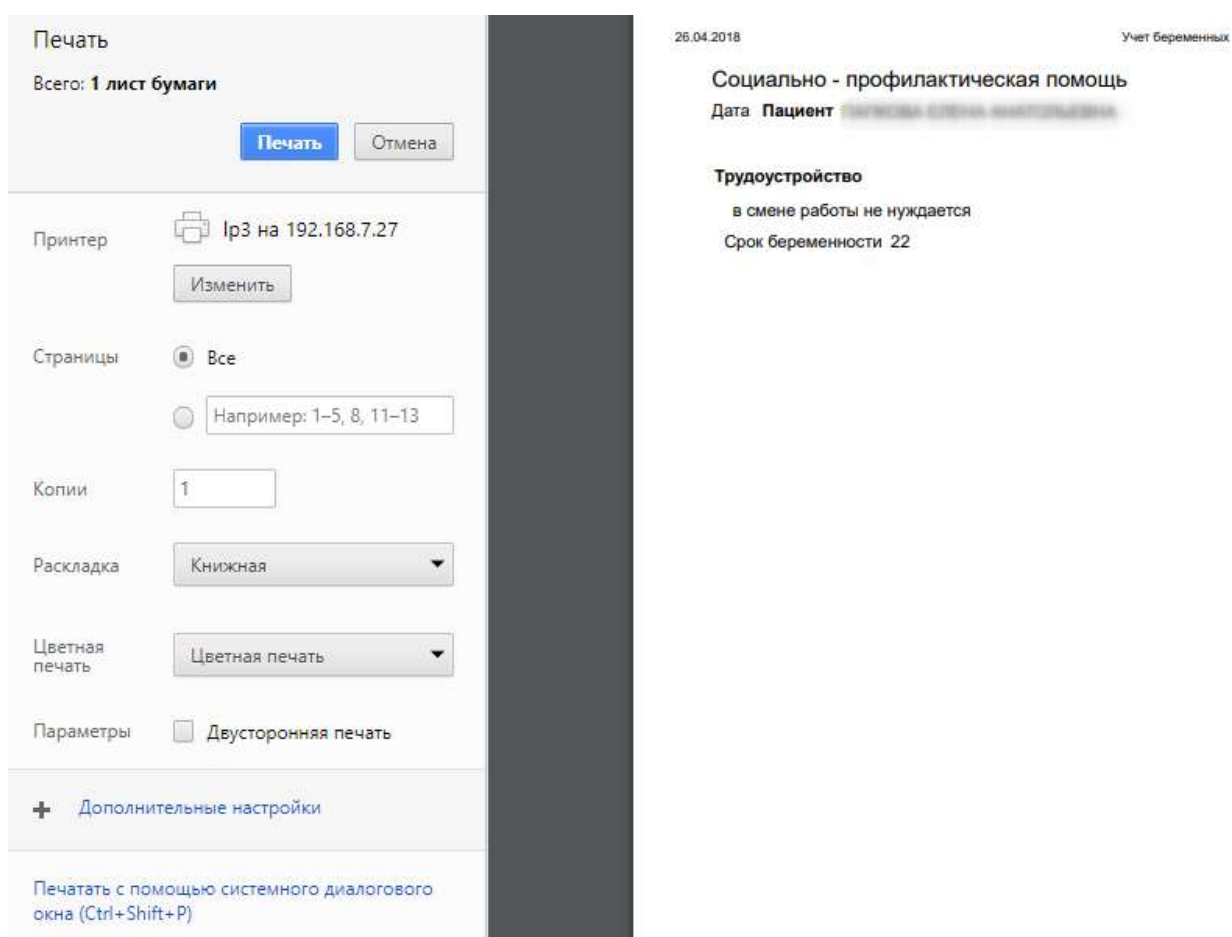 Печать
Всего: 1 лист бумаги
Печать
Отмена
Принтер
lp3 на 192.168.7.27
Изменить
Страницы
Все
Например: 1–5, 8, 11–13
Копии
1
Раскладка
Книжная
Цветная
печать
Цветная печать
Параметры
Двусторонняя печать
Дополнительные настройки
Печатать с помощью системного диалогового
окна (Ctrl+Shift+P)
26.04.2018
Учет беременных
Социально - профилактическая помощь
Дата Пациент
Трудоустройство
в смене работы не нуждается
Срок беременности 22